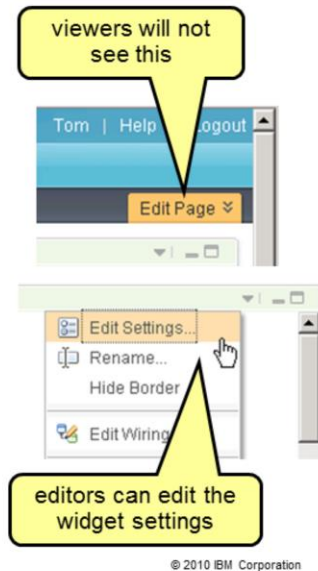 viewers will not
see this
Tom | Help | Logout
Edit Page
Edit Settings...
Rename...
Hide Border
Edit Wiring
editors can edit the
widget settings
© 2010 IBM Corporation